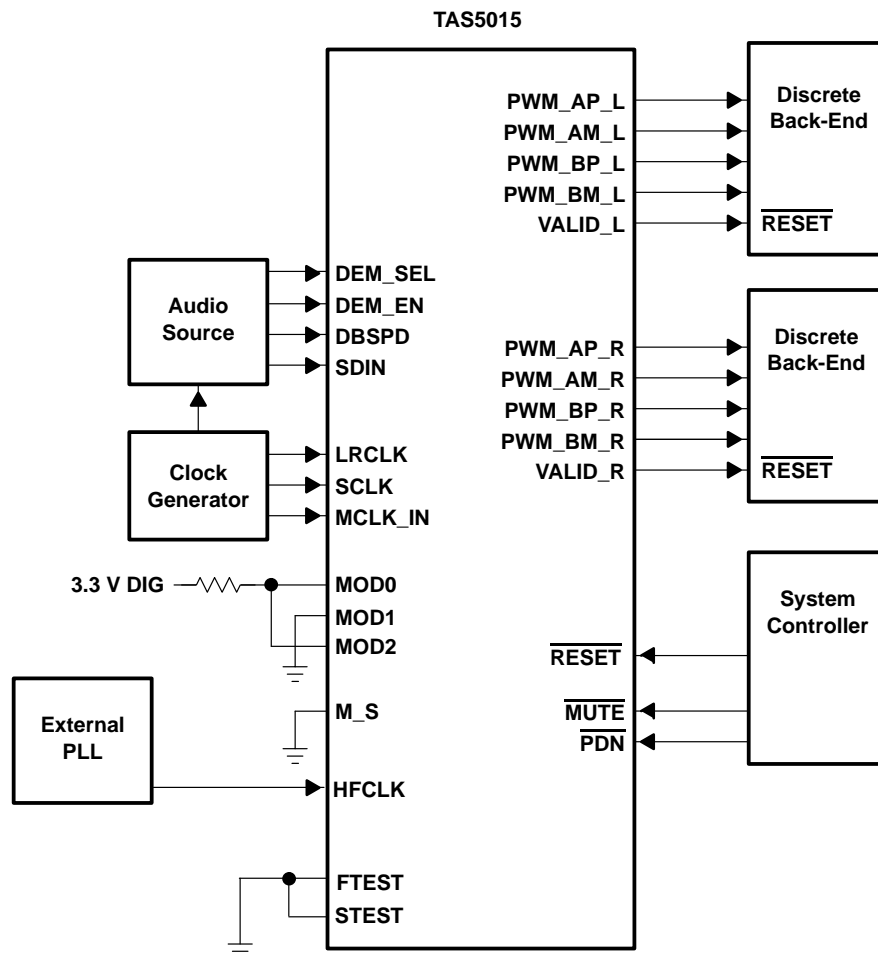 TAS5015
PWM_AP_L
PWM_AM_L
PWM_BP_L
PWM_BM_L
VALID_L
Discrete
Back-End
RESET
Audio
Source
DEM_SEL
DEM_EN
DBSPD
SDIN
PWM_AP_R
PWM_AM_R
PWM_BP_R
PWM_BM_R
VALID_R
Discrete
Back-End
RESET
Clock
Generator
LRCLK
SCLK
MCLK_IN
3.3 V DIG
MOD0
MOD1
MOD2
System
Controller
RESET
MUTE
PDN
External
PLL
M_S
HFCLK
FTEST
STEST